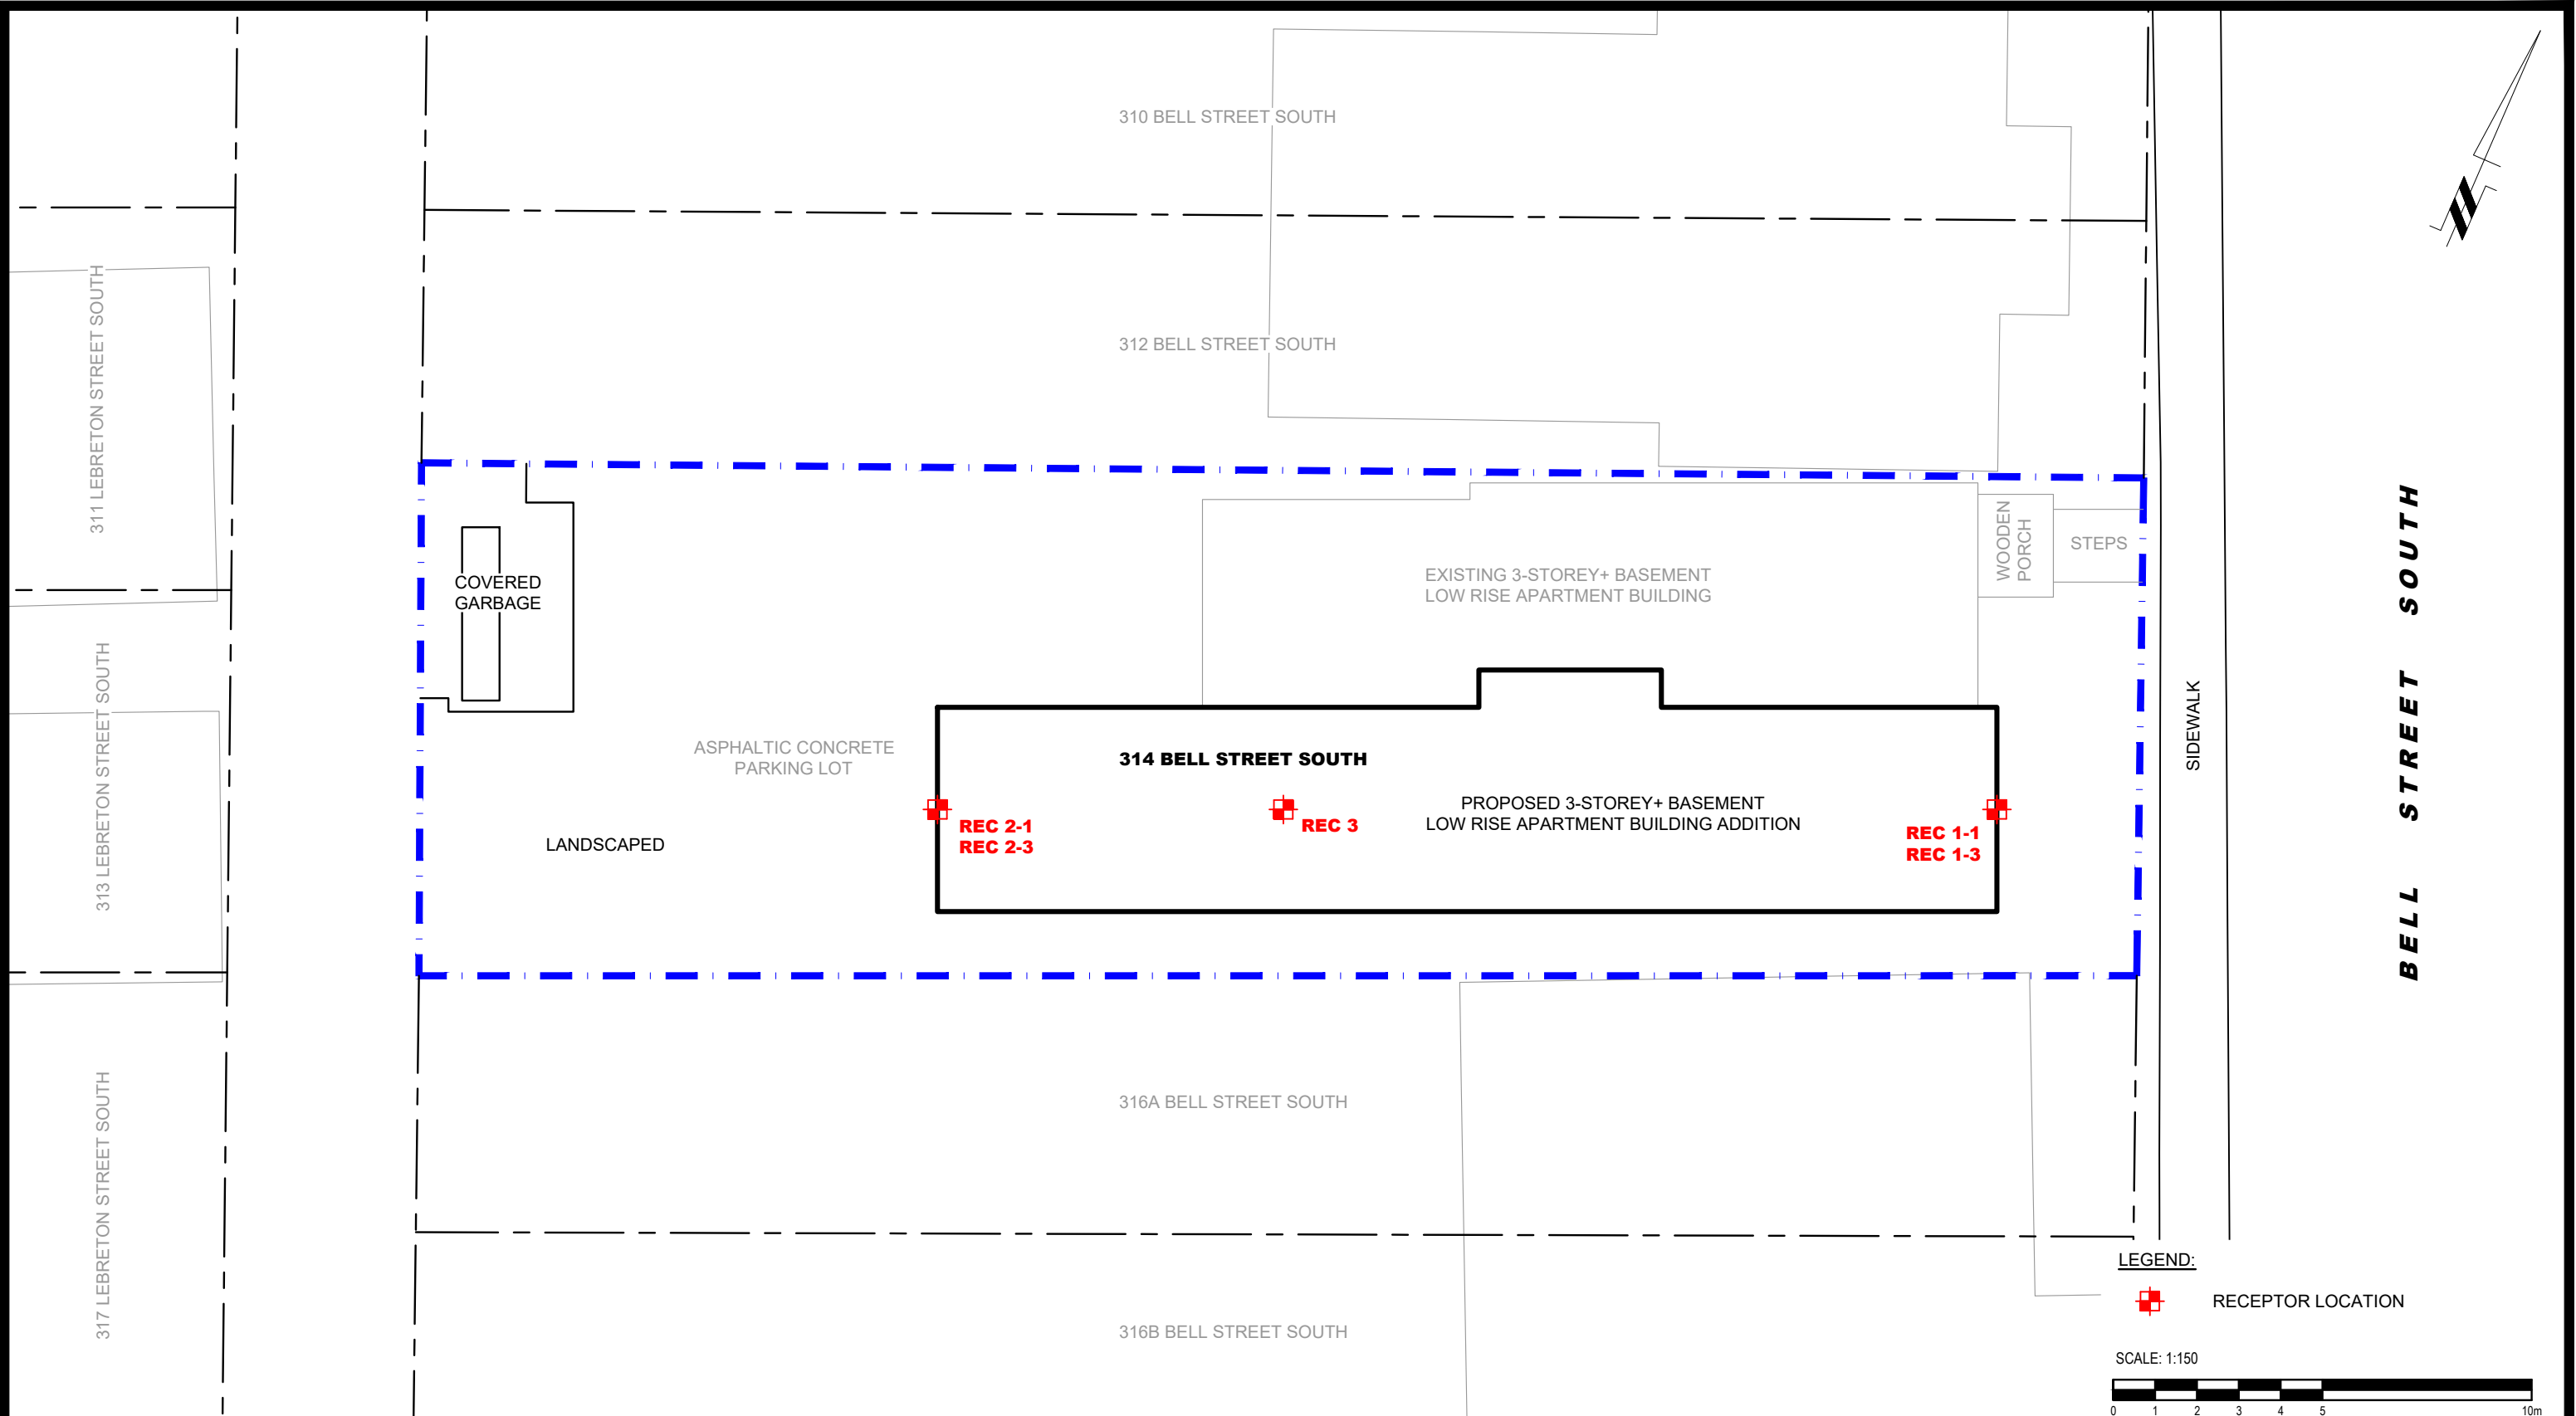 310 BELL STREET SOUTH
312 BELL STREET SOUTH
311 LEBRETON STREET SOUTH
COVERED
GARBAGE
EXISTING 3-STOREY+ BASEMENT
LOW RISE APARTMENT BUILDING
WOODEN
PORCH
STEPS
313 LEBRETON STREET SOUTH
ASPHALTIC CONCRETE
PARKING LOT
LANDSCAPED
314 BELL STREET SOUTH
PROPOSED 3-STOREY+ BASEMENT
LOW RISE APARTMENT BUILDING ADDITION
REC 2-1
REC 2-3
REC 3
REC 1-1
REC 1-3
SIDEWALK
BELL STREET SOUTH
316A BELL STREET SOUTH
317 LEBRETON STREET SOUTH
316B BELL STREET SOUTH
LEGEND:
RECEPTOR LOCATION
SCALE: 1:150
0 1 2 3 4 5 10m